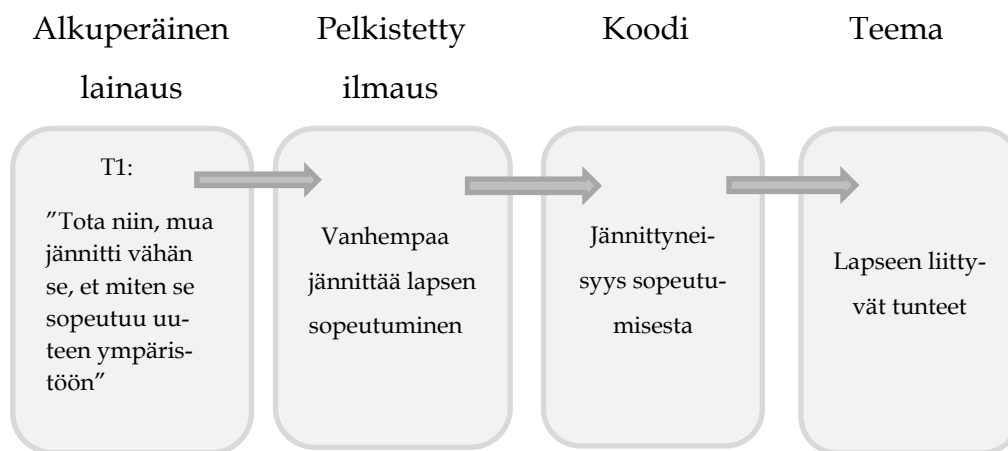 Alkuperäinen
lainaus
Pelkistetty
ilmaus
Koodi
Teema
T1:
”Tota niin, mua
jännitti vähän
se, et miten se
sopeutuu uu-
teen ympäris-
töön”
Vanhempaa
jännittää lapsen
sopeutuminen
Jännittynei-
syys sopeutu-
misesta
Lapseen liitty-
vät tunteet